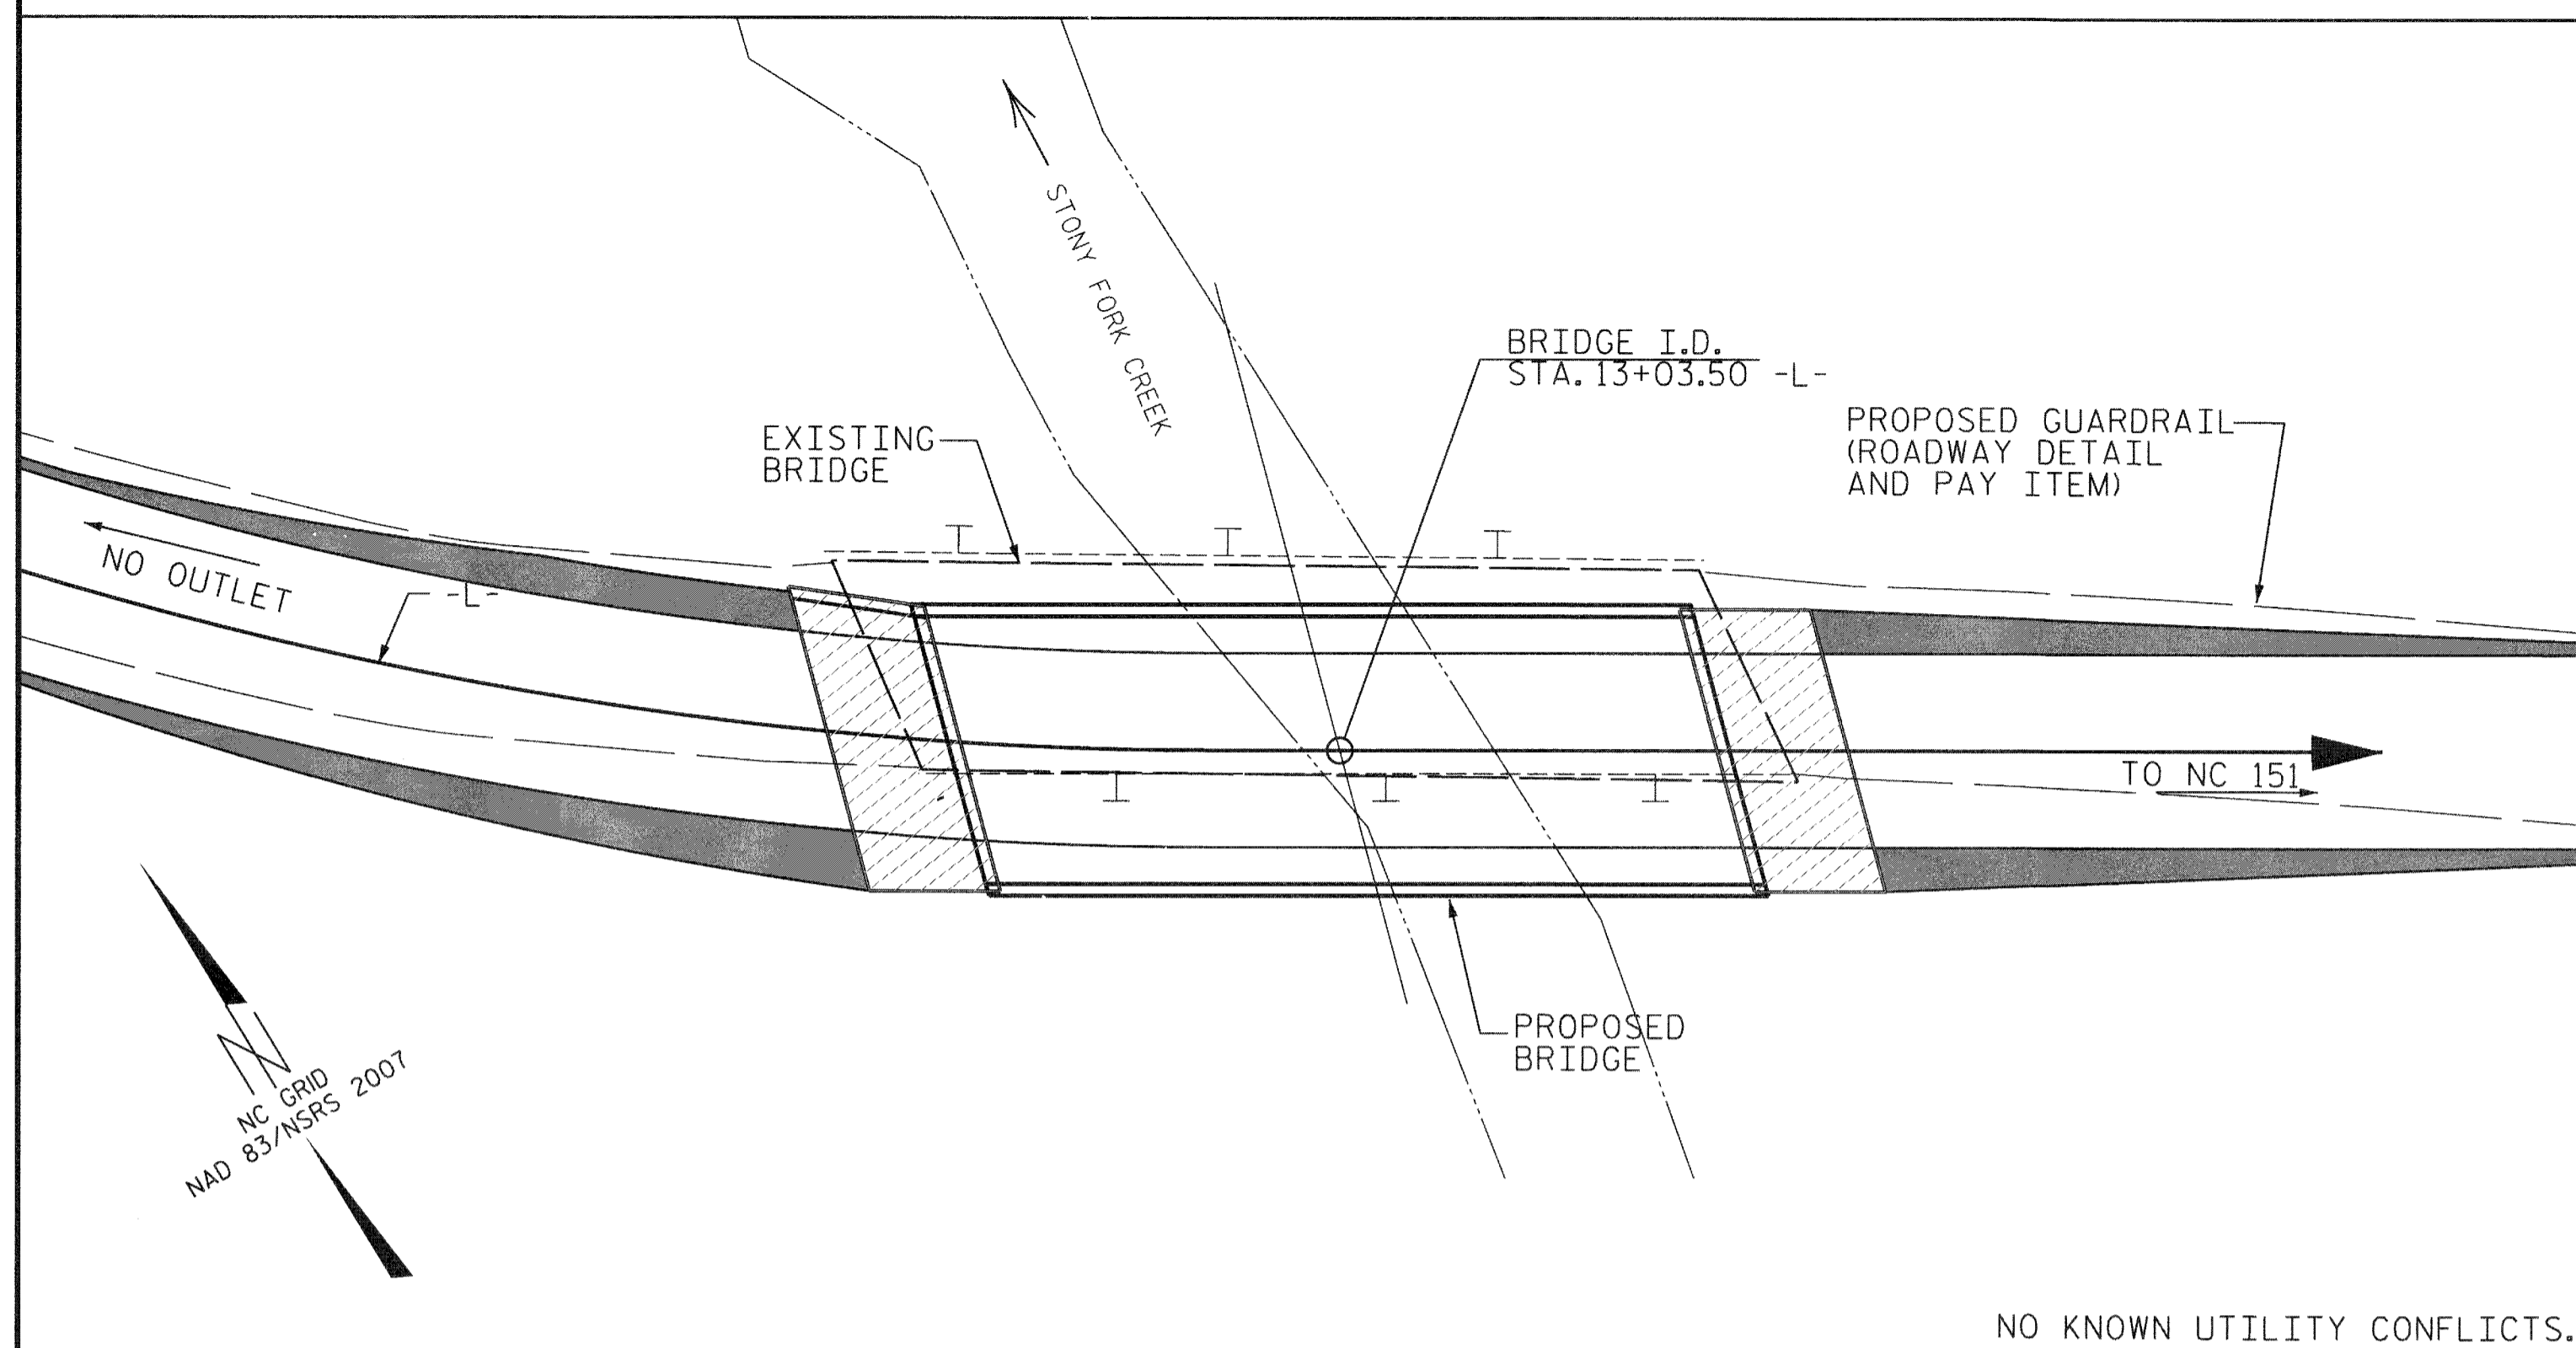 STONY FORK CREEK
BRIDGE I.D.
STA. 13+03.50 -L-
EXISTING
BRIDGE
PROPOSED GUARDRAIL
(ROADWAY DETAIL
AND PAY ITEM)
NO OUTLET
-L-
TO NC 151
PROPOSED
BRIDGE
N
NC GRID
NAD 83/NSRS 2007
NO KNOWN UTILITY CONFLICTS.